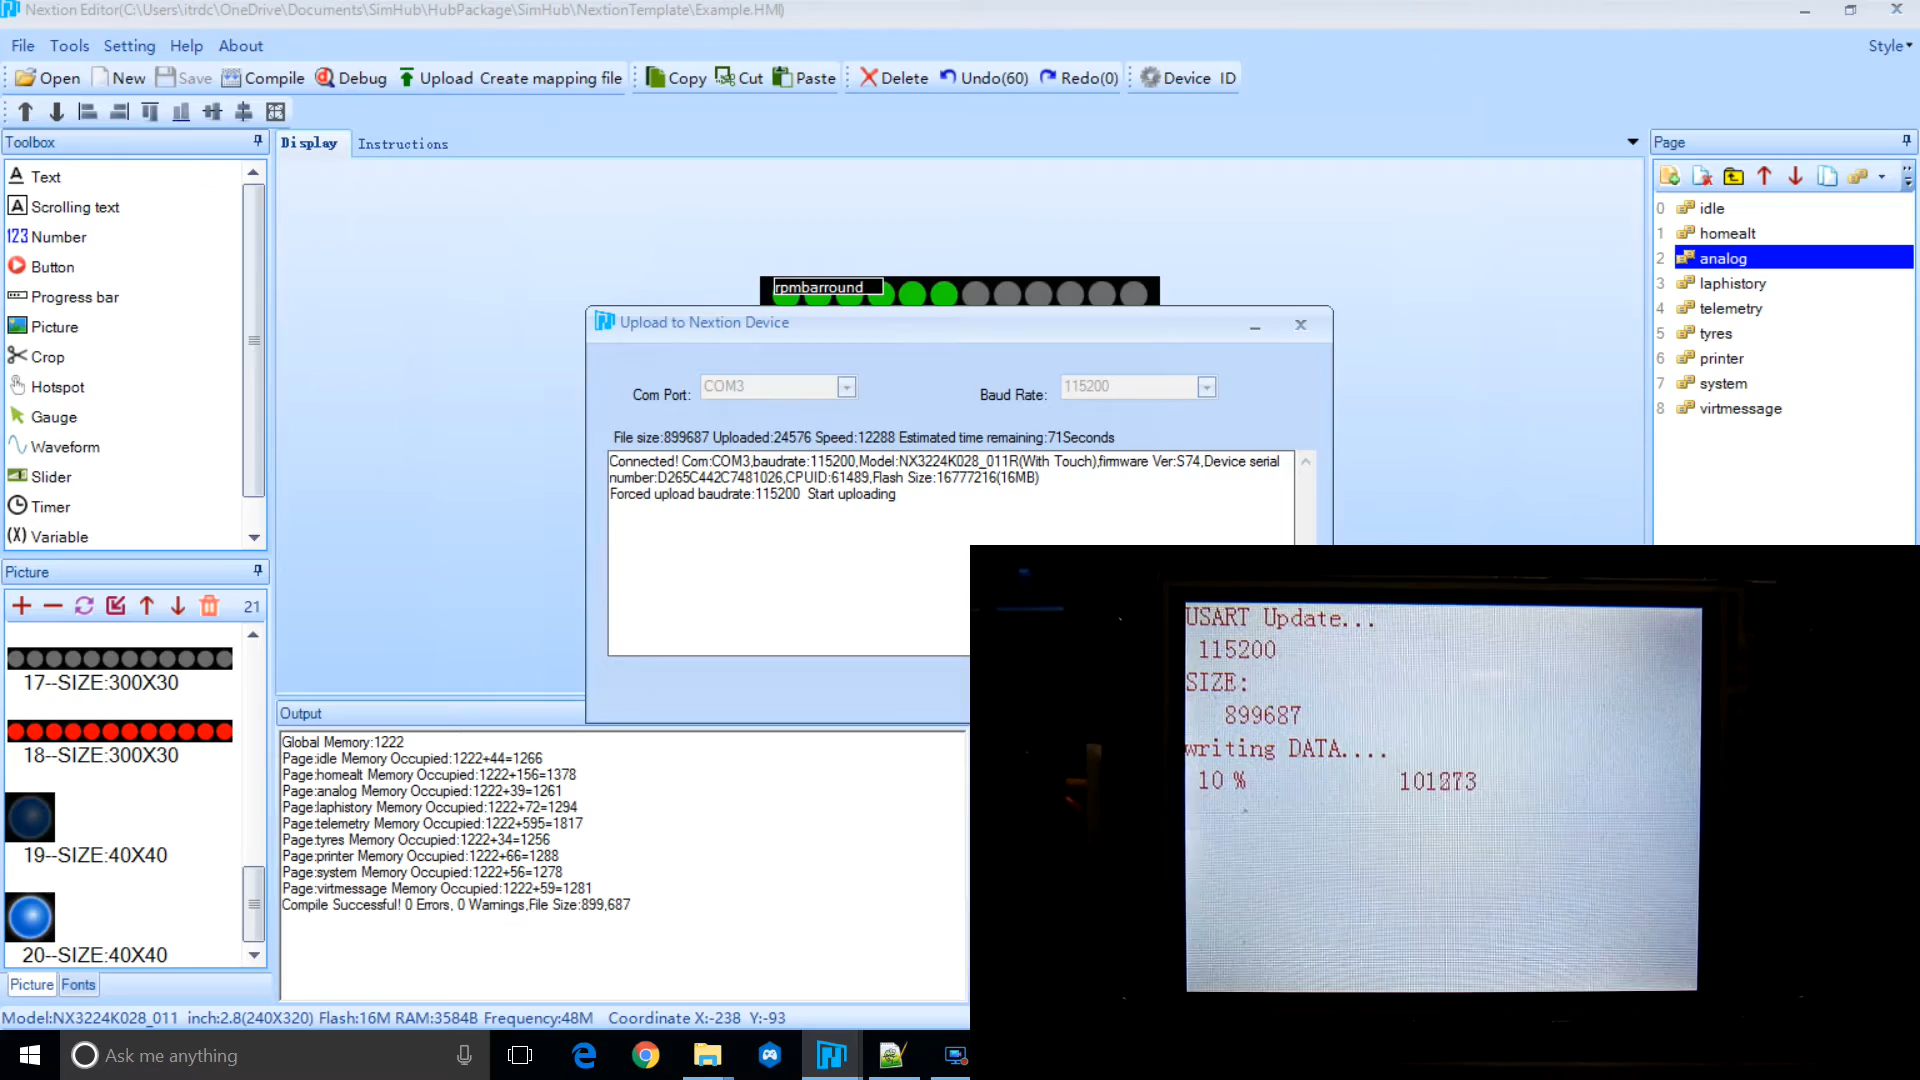 Nextion Editor(C:\Users\itrdc\OneDrive\Documents\SimHub\HubPackage\SimHub\NextionTemplate\Example.HMI)
File Tools Setting Help About
Style
Open New Save Compile Debug Upload Create mapping file Copy Cut Paste Delete Undo(60) Redo(0) Device ID
Toolbox
Text
Scrolling text
123 Number
Button
Progress bar
Picture
Crop
Hotspot
Gauge
Waveform
Slider
Timer
(X) Variable
Picture
21
17--SIZE:300X30
18--SIZE:300X30
19--SIZE:40X40
20--SIZE:40X40
Picture Fonts
Display Instructions
rpmbarround
Upload to Nextion Device
Com Port: COM3 Baud Rate: 115200
File size:899687 Uploaded:24576 Speed:12288 Estimated time remaining:71Seconds
Connected! Com:COM3,baudrate:115200,Model:NX3224K028_011R(With Touch),firmware Ver:S74,Device serial
number:D265C442C7481026,CPUID:61489,Flash Size:16777216(16MB)
Forced upload baudrate:115200 Start uploading
Output
Global Memory:1222
Page:idle Memory Occupied:1222+44=1266
Page:homealt Memory Occupied:1222+156=1378
Page:analog Memory Occupied:1222+39=1261
Page:laphistory Memory Occupied:1222+72=1294
Page:telemetry Memory Occupied:1222+595=1817
Page:tyres Memory Occupied:1222+34=1256
Page:printer Memory Occupied:1222+66=1288
Page:system Memory Occupied:1222+56=1278
Page:virtmessage Memory Occupied:1222+59=1281
Compile Successful! 0 Errors, 0 Warnings,File Size:899,687
Page
0 idle
1 homealt
2 analog
3 laphistory
4 telemetry
5 tyres
6 printer
7 system
8 virtmessage
USART Update...
115200
SIZE:
899687
writing DATA....
10 %
Model:NX3224K028_011 inch:2.8(240X320) Flash:16M RAM:3584B Frequency:48M Coordinate X:-238 Y:-93
Ask me anything